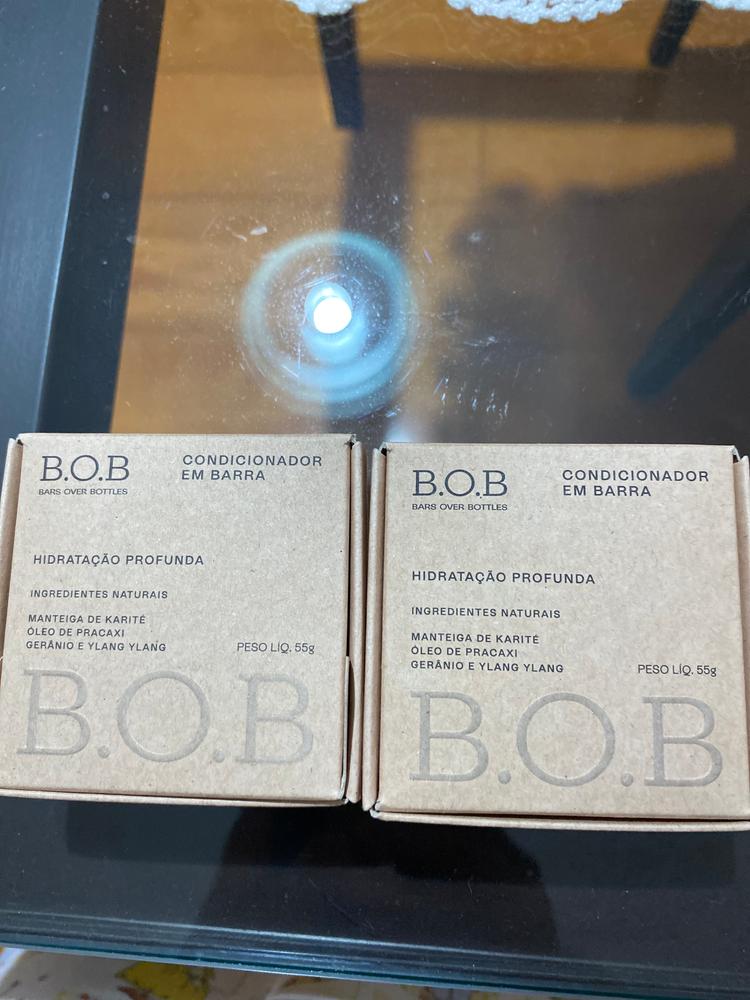 B.O.B
BARS OVER BOTTLES
CONDICIONADOR
EM BARRA
HIDRATAÇÃO PROFUNDA
INGREDIENTES NATURAIS
MANTEIGA DE KARITÉ
ÓLEO DE PRACAXI
GERÂNIO E YLANG YLANG
PESO LÍQ. 55g
B.O.B
B.O.B
BARS OVER BOTTLES
CONDICIONADOR
EM BARRA
HIDRATAÇÃO PROFUNDA
INGREDIENTES NATURAIS
MANTEIGA DE KARITÉ
ÓLEO DE PRACAXI
GERÂNIO E YLANG YLANG
PESO LÍQ. 55g
B.O.B